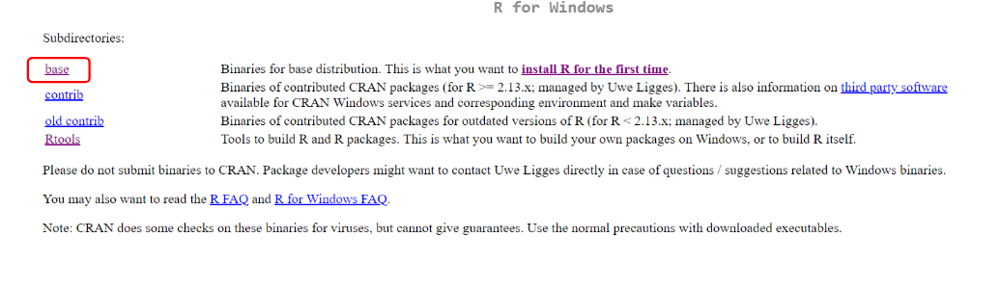 R for Windows
Subdirectories:
base Binaries for base distribution. This is what you want to install R for the first time.
contrib Binaries of contributed CRAN packages (for R >= 2.13.x; managed by Uwe Ligges). There is also information on third party software
available for CRAN Windows services and corresponding environment and make variables.
old contrib Binaries of contributed CRAN packages for outdated versions of R (for R < 2.13.x; managed by Uwe Ligges).
Rtools Tools to build R and R packages. This is what you want to build your own packages on Windows, or to build R itself.
Please do not submit binaries to CRAN. Package developers might want to contact Uwe Ligges directly in case of questions / suggestions related to Windows binaries.
You may also want to read the R FAQ and R for Windows FAQ.
Note: CRAN does some checks on these binaries for viruses, but cannot give guarantees. Use the normal precautions with downloaded executables.